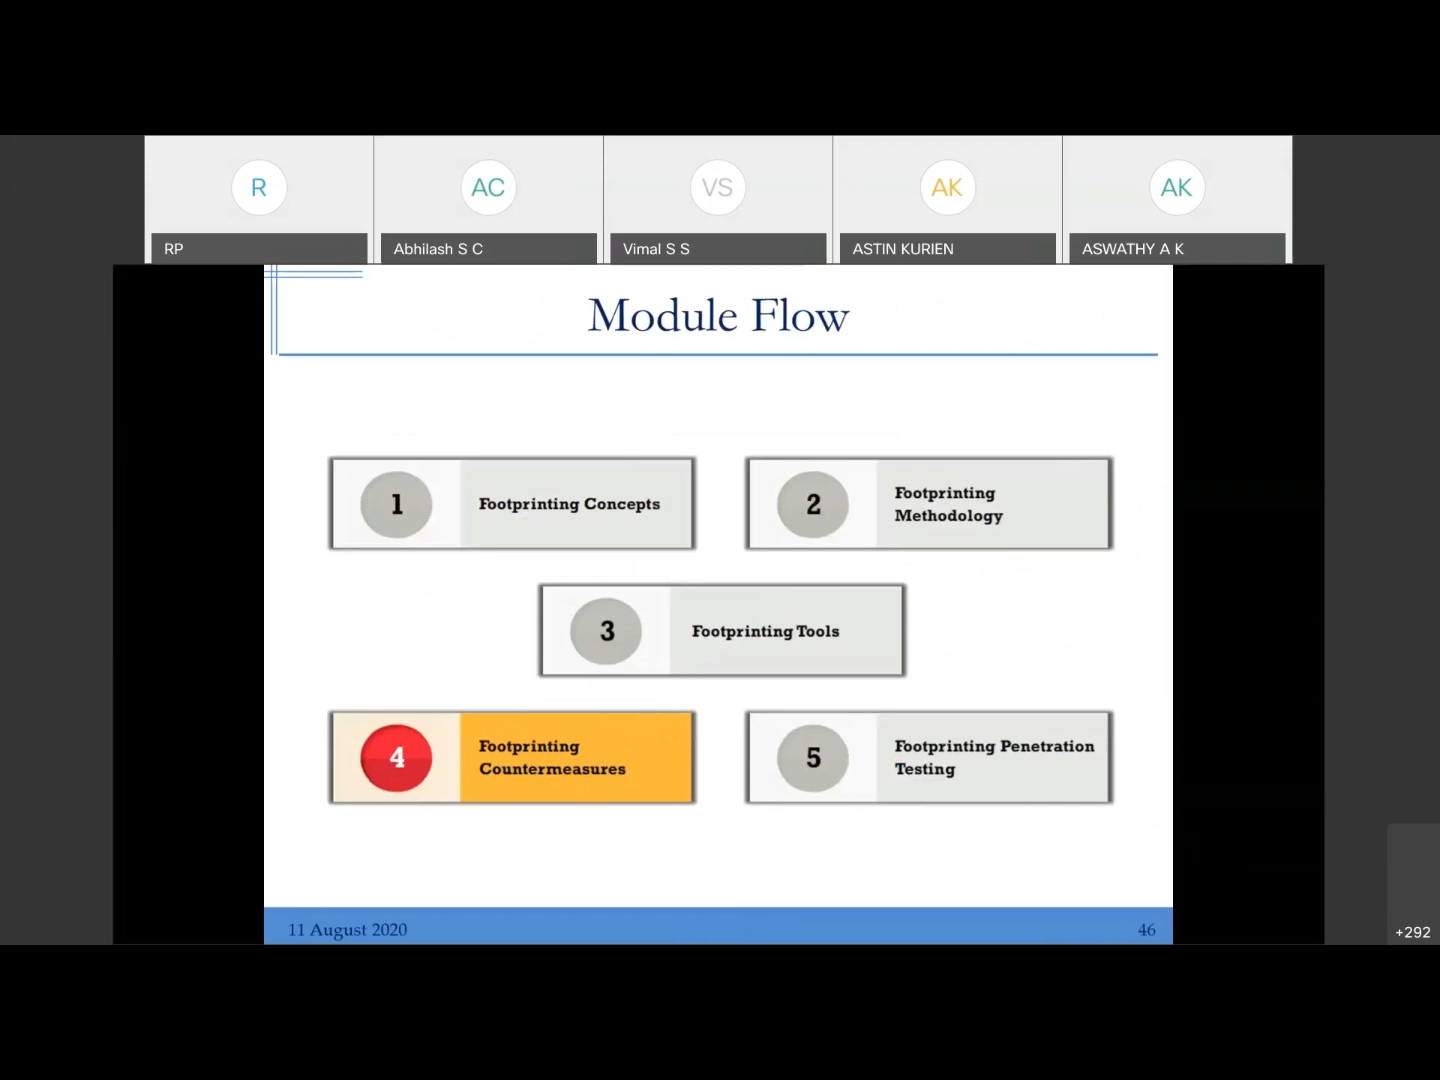 R
AC
VS
AK
AK
RP
Abhilash S C
Vimal S S
ASTIN KURIEN
ASWATHY A K
Module Flow
1
Footprinting Concepts
2
Footprinting
Methodology
3
Footprinting Tools
4
Footprinting
Countermeasures
5
Footprinting Penetration
Testing
11 August 2020
46
+292